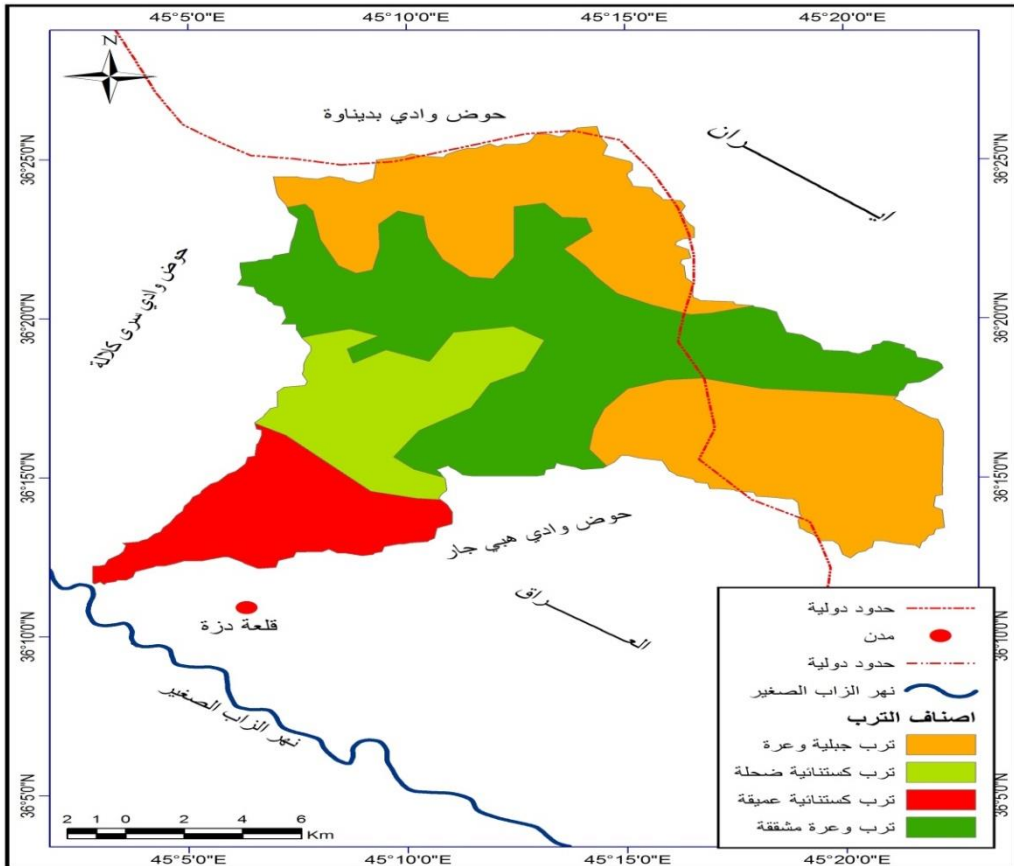 45°5'0"E
45°10'0"E
45°15'0"E
45°20'0"E
N
حوض وادي بديناوة
ايـــران
36°25'0"N
36°25'0"N
حوض وادي سرى كلالة
36°20'0"N
36°20'0"N
36°15'0"N
36°15'0"N
حوض وادي هيبي جار
العـــراق
قلعة دزة
36°10'0"N
36°10'0"N
نهر الزاب الصغير
36°5'0"N
36°5'0"N
حدود دولية
مدن
حدود دولية
نهر الزاب الصغير
اصناف الترب
ترب جبلية وعرة
ترب كستنائية ضحلة
ترب كستنائية عميقة
ترب وعرة مشققة
2 1 0 2 4 6
Km
45°5'0"E
45°10'0"E
45°15'0"E
45°20'0"E